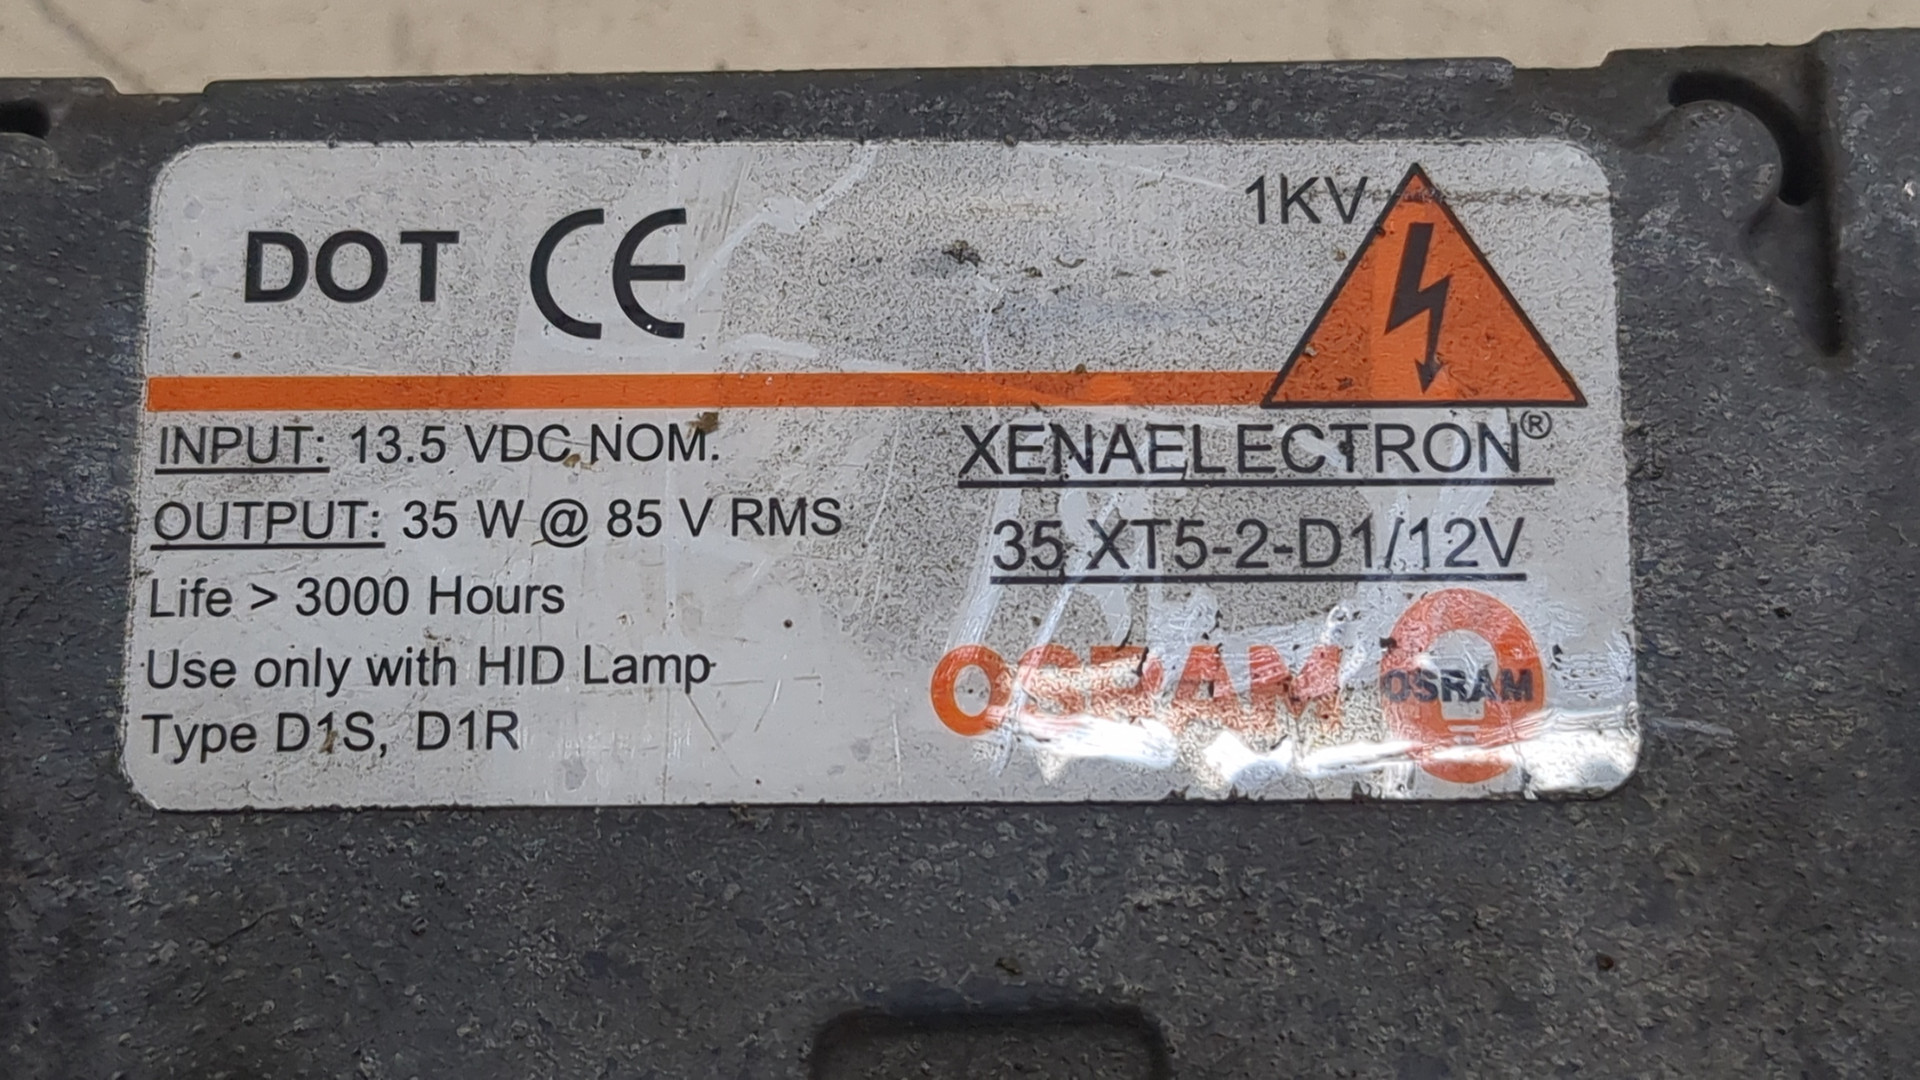 DOT CE
1KV
INPUT: 13.5 VDC NOM.
OUTPUT: 35 W @ 85 V RMS
Life > 3000 Hours
Use only with HID Lamp
Type D1S, D1R
XENAELECTRON®
35 XT5-2-D1/12V
OSRAM
OSRAM